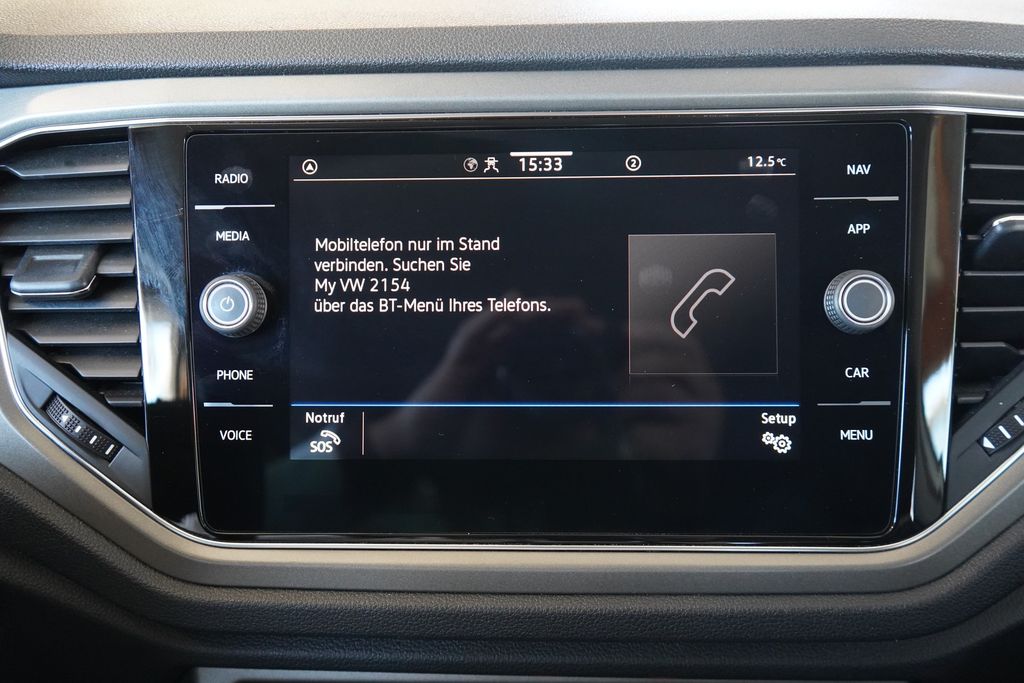 15:33
2
12.5°C
RADIO
MEDIA
PHONE
VOICE
Mobiltelefon nur im Stand
verbinden. Suchen Sie
My VW 2154
über das BT-Menü Ihres Telefons.
Notruf
SOS
Setup
NAV
APP
CAR
MENU